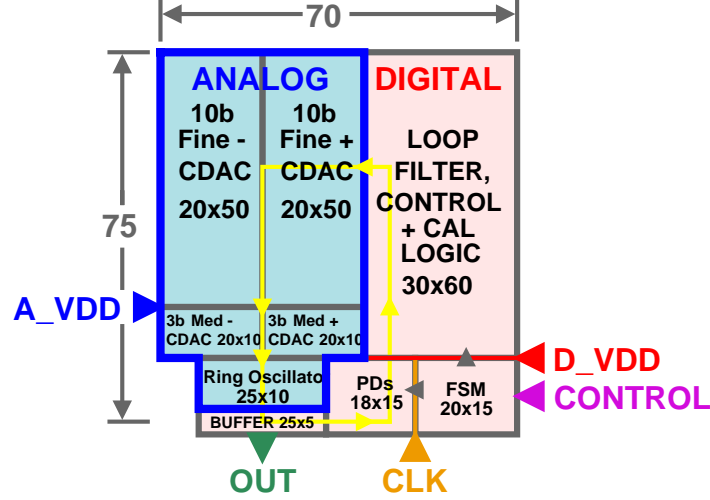 70
ANALOG
DIGITAL
10b
Fine -
CDAC
20x50
10b
Fine +
CDAC
20x50
LOOP
FILTER,
CONTROL
+ CAL
LOGIC
30x60
75
A_VDD
3b Med -
CDAC 20x10
3b Med +
CDAC 20x10
Ring Oscillato
25x10
PDs
18x15
FSM
20x15
D_VDD
CONTROL
BUFFER 25x5
OUT
CLK